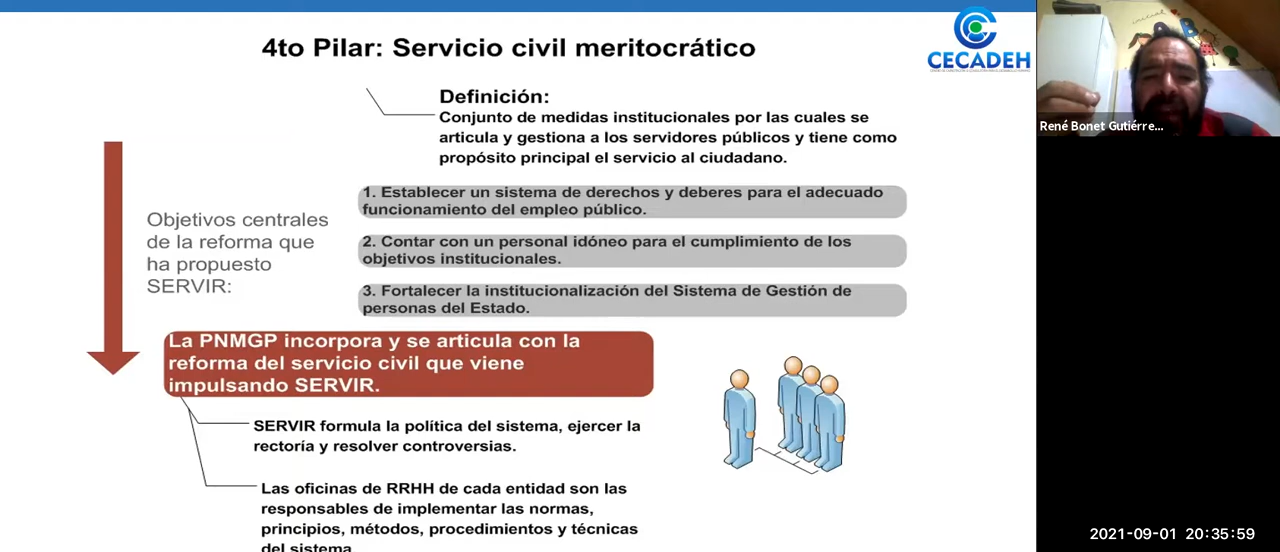 4to Pilar: Servicio civil meritocrático
CECADEH
Definición:
Conjunto de medidas institucionales por las cuales se
articula y gestiona a los servidores públicos y tiene como
propósito principal el servicio al ciudadano.
Objetivos centrales
de la reforma que
ha propuesto
SERVIR:
1. Establecer un sistema de derechos y deberes para el adecuado
funcionamiento del empleo público.
2. Contar con un personal idóneo para el cumplimiento de los
objetivos institucionales.
3. Fortalecer la institucionalización del Sistema de Gestión de
personas del Estado.
La PNMGP incorpora y se articula con la
reforma del servicio civil que viene
impulsando SERVIR.
SERVIR formula la política del sistema, ejercer la
rectoría y resolver controversias.
Las oficinas de RRHH de cada entidad son las
responsables de implementar las normas,
principios, métodos, procedimientos y técnicas
del sistema
René Bonet Gutiérre...
2021-09-01 20:35:59